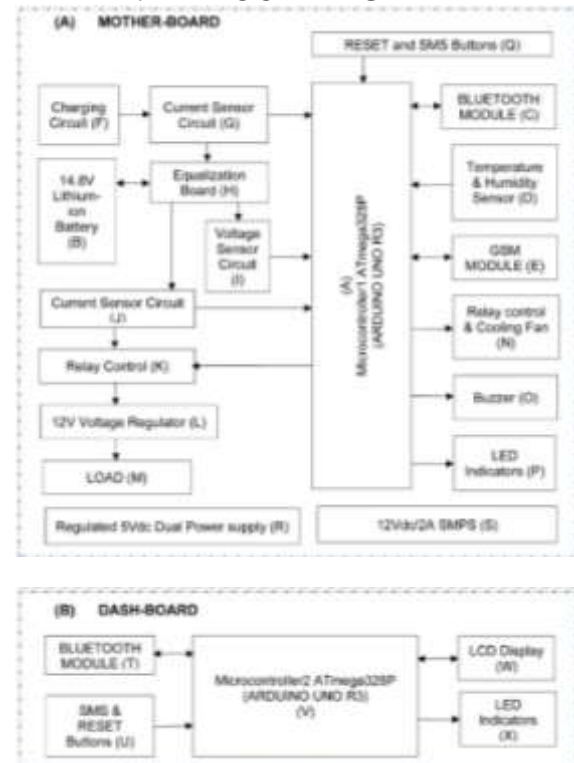 (A) MOTHER-BOARD
RESET and SMS Buttons (Q)
Charging
Circuit (F)
Current Sensor
Circuit (G)
BLUETOOTH
MODULE (C)
14.8V
Lithium-
ion
Battery
(B)
Equalization
Board (H)
Temperature
& Humidity
Sensor (D)
Voltage
Sensor
Circuit
(I)
(A)
Microcontroller1 ATmega328P
(ARDUINO UNO R3)
GSM
MODULE (E)
Current Sensor Circuit
(J)
Relay control
& Cooling Fan
(N)
Relay Control (K)
Buzzer (O)
12V Voltage Regulator (L)
LOAD (M)
LED
Indicators (P)
Regulated 5Vdc Dual Power supply (R)
12Vdc/2A SMPS (S)
(B) DASH-BOARD
BLUETOOTH
MODULE (T)
Microcontroller2 ATmega328P
(ARDUINO UNO R3)
(V)
LCD Display
(W)
SMS &
RESET
Buttons (U)
LED
Indicators
(X)